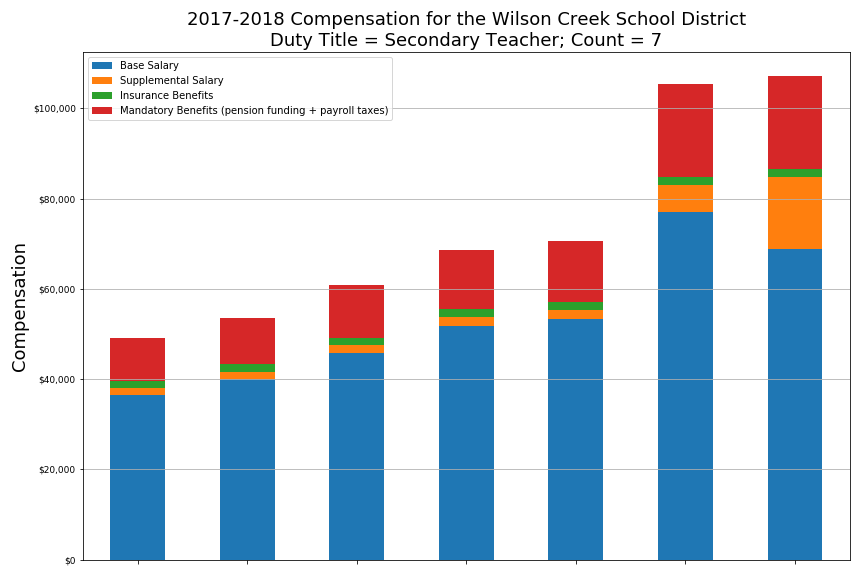 2017-2018 Compensation for the Wilson Creek School District
Duty Title = Secondary Teacher; Count = 7
Base Salary
Supplemental Salary
Insurance Benefits
Mandatory Benefits (pension funding + payroll taxes)
Compensation
$100,000
$80,000
$60,000
$40,000
$20,000
$0